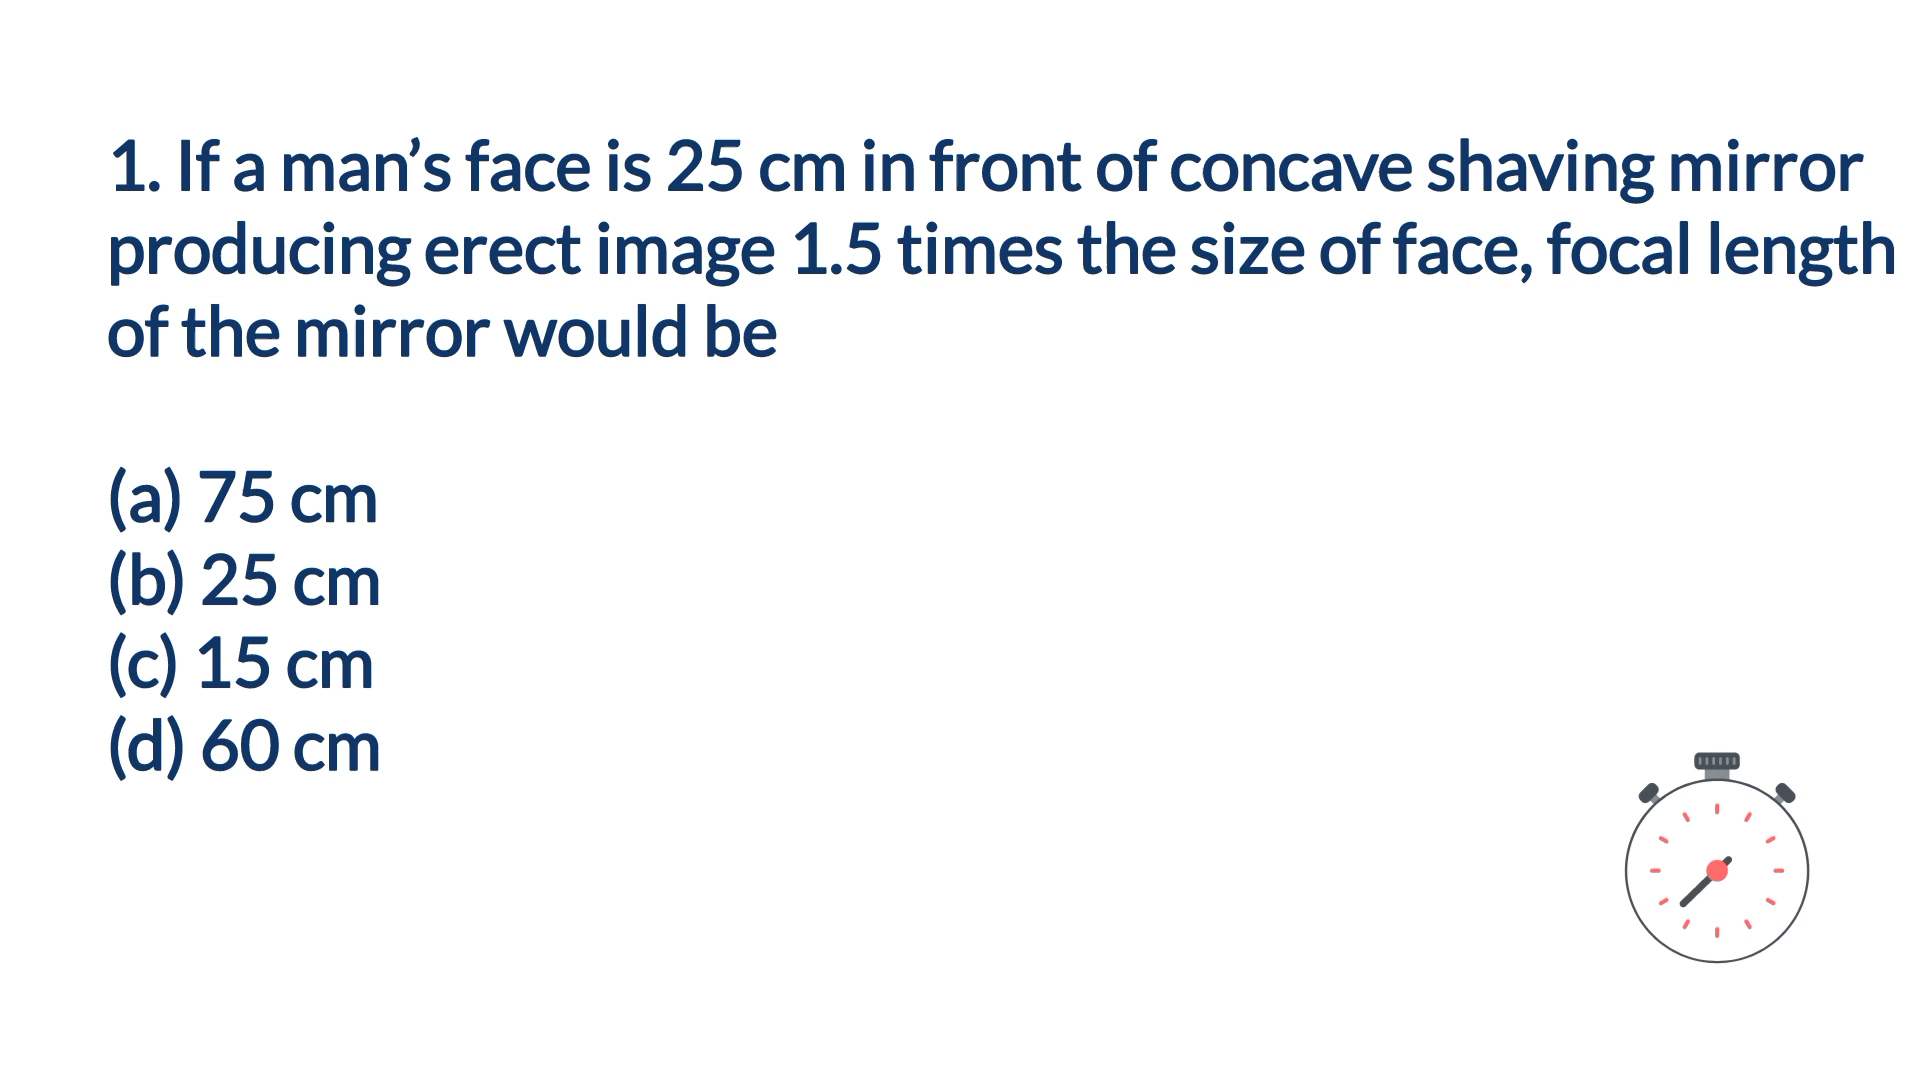 1. If a man’s face is 25 cm in front of concave shaving mirror
producing erect image 1.5 times the size of face, focal length
of the mirror would be
(a) 75 cm
(b) 25 cm
(c) 15 cm
(d) 60 cm